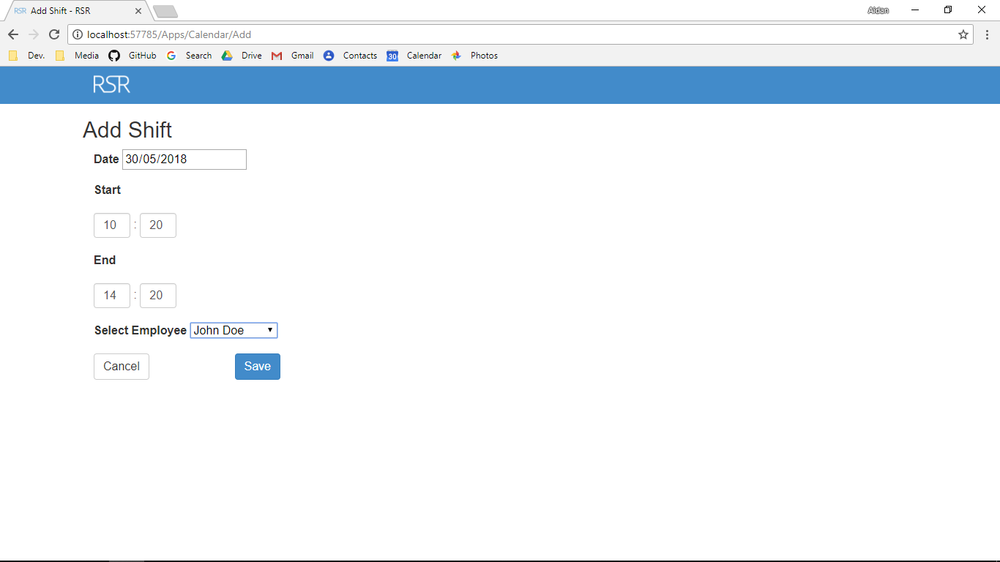 RSR Add Shift - RSR
Aidan
localhost:57785/Apps/Calendar/Add
Dev. Media GitHub Search Drive 30 Gmail Contacts Calendar Photos
RSR
Add Shift
Date 30/05/2018
Start
10 : 20
End
14 : 20
Select Employee John Doe
Cancel Save